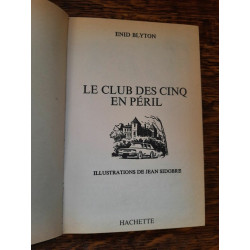 ENID BLYTON
LE CLUB DES CINQ
EN PÉRIL
ILLUSTRATIONS DE JEAN SIDOBRE
HACHETTE